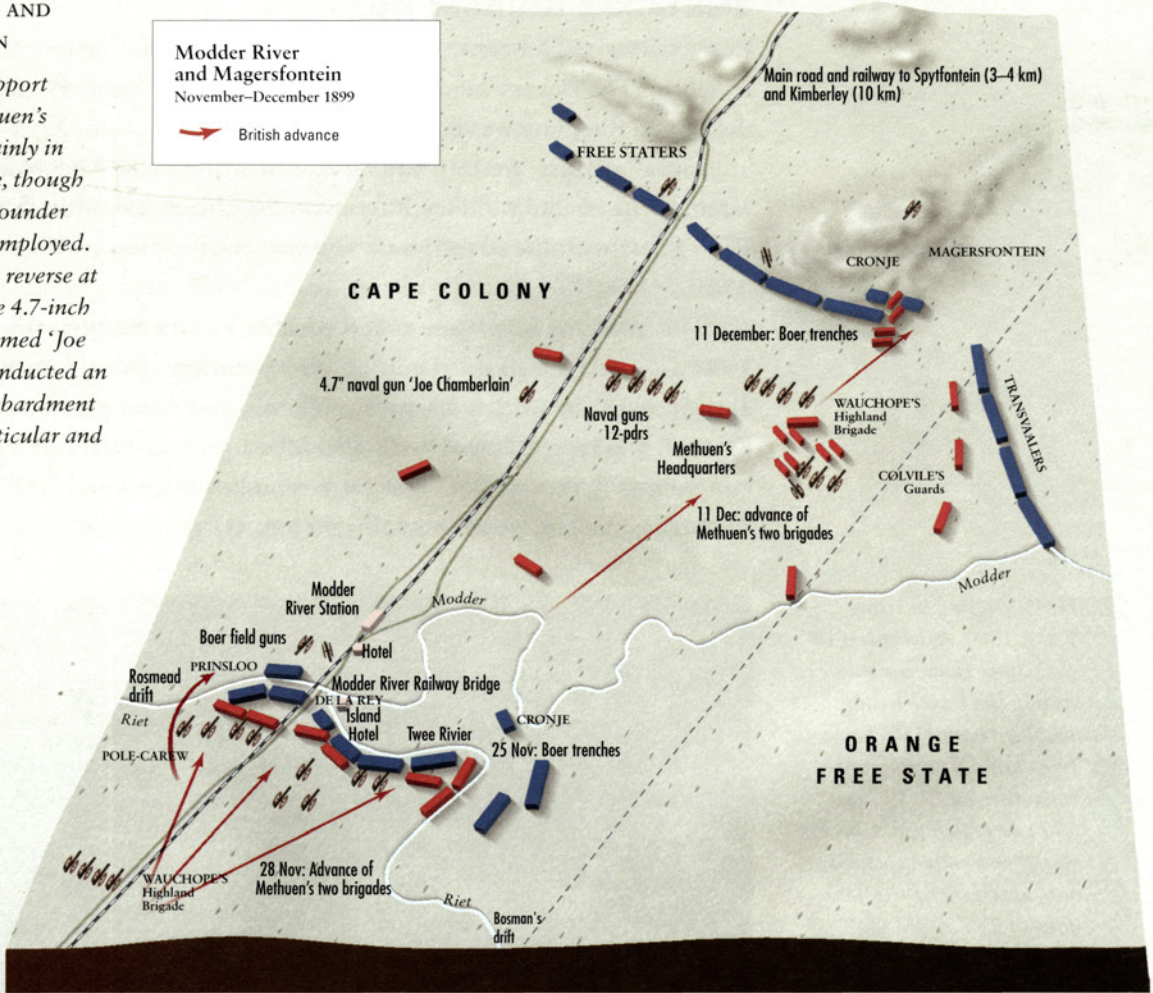 AND
N
pport
uen's
ainly in
e, though
ounder
mployed.
reverse at
e 4.7-inch
med 'Joe
nducted an
bardment
ticular and
Modder River
and Magersfontein
November–December 1899
British advance
Main road and railway to Spytfontein (3–4 km)
and Kimberley (10 km)
FREE STATERS
MAGERSFONTEIN
CRONJE
CAPE COLONY
11 December: Boer trenches
4.7" naval gun 'Joe Chamberlain'
Naval guns
12-pdrs
WAUCHOPE'S
Highland
Brigade
TRANSVAALERS
Methuen's
Headquarters
COLVILE'S
Guards
11 Dec: advance of
Methuen's two brigades
Modder
Modder
River Station
Modder
Boer field guns
Hotel
PRINSLOO
Rosmead
drift
Modder River Railway Bridge
DE LA REY
Island
Hotel
Riet
Twee Rivier
CRONJE
POLE-CAREW
25 Nov: Boer trenches
ORANGE
FREE STATE
28 Nov: Advance of
Methuen's two brigades
WAUCHOPE'S
Highland
Brigade
Riet
Bosman's
drift